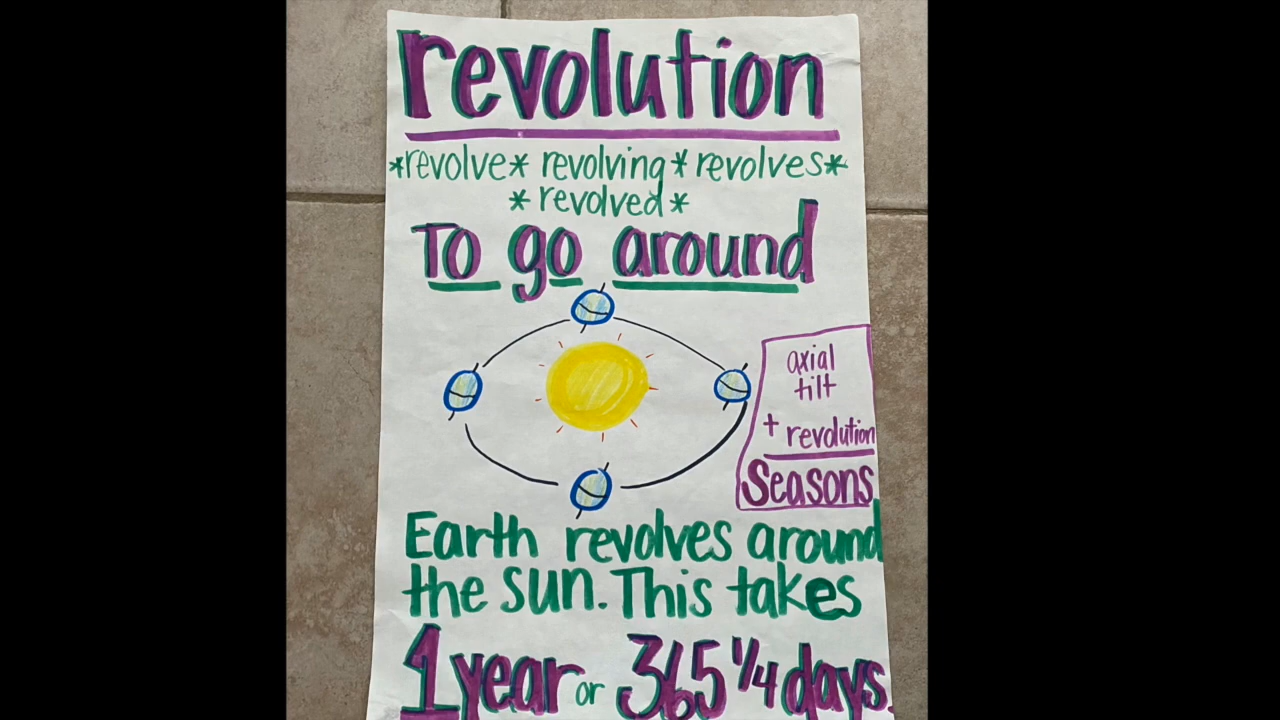 revolution
*revolve* revolving * revolves*
* revolved *
To go around
axial
tilt
+ revolution
Seasons
Earth revolves around
the sun. This takes
1 year or 365 1/4 days.